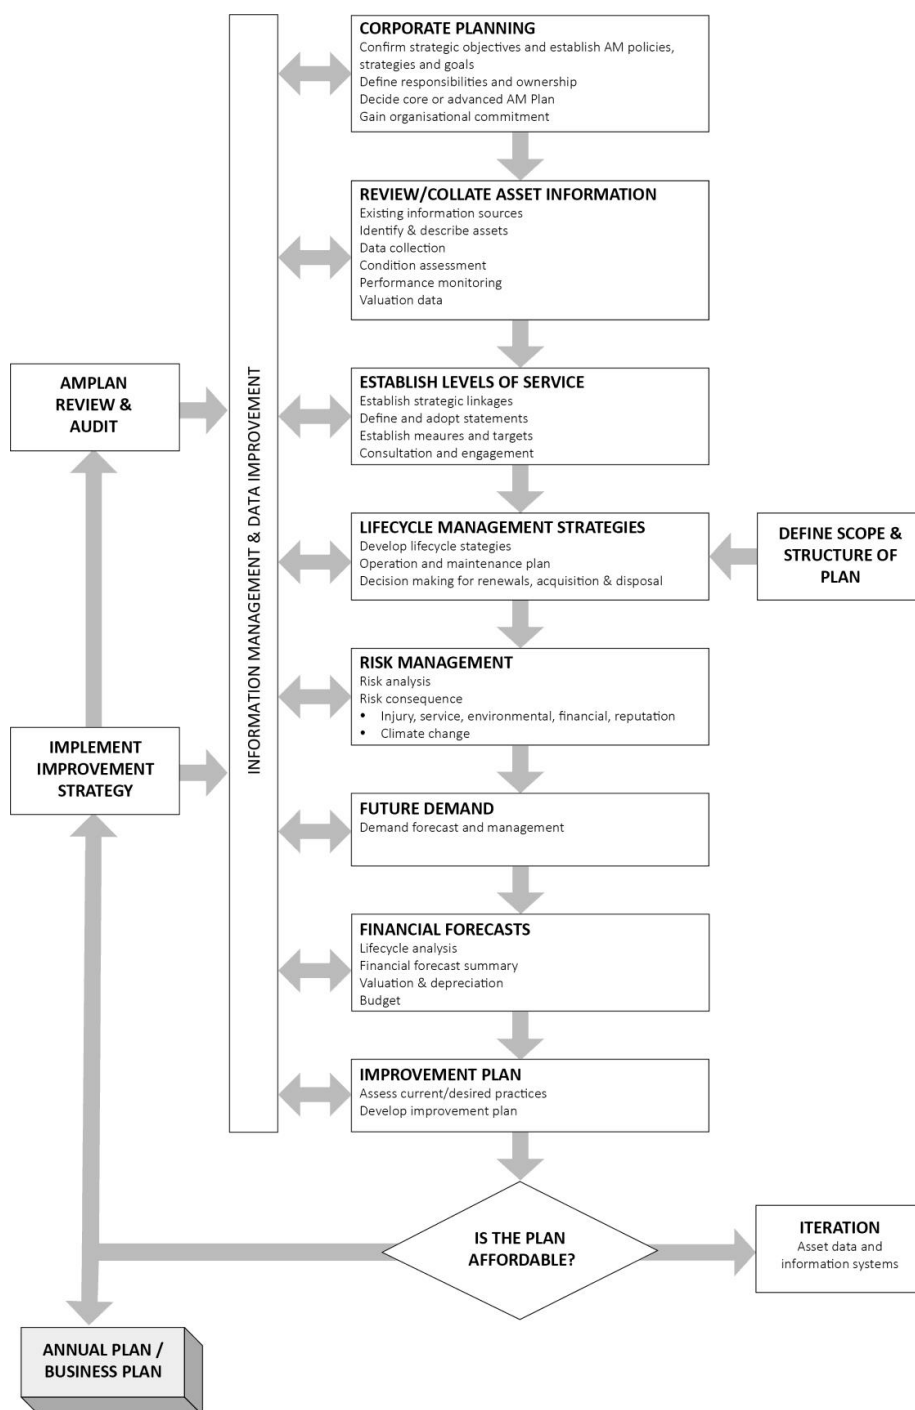 CORPORATE PLANNING
Confirm strategic objectives and establish AM policies,
strategies and goals
Define responsibilities and ownership
Decide core or advanced AM Plan
Gain organisational commitment
REVIEW/COLLATE ASSET INFORMATION
Existing information sources
Identify & describe assets
Data collection
Condition assessment
Performance monitoring
Valuation data
INFORMATION MANAGEMENT & DATA IMPROVEMENT
AMPLAN
REVIEW &
AUDIT
ESTABLISH LEVELS OF SERVICE
Establish strategic linkages
Define and adopt statements
Establish meaures and targets
Consultation and engagement
LIFECYCLE MANAGEMENT STRATEGIES
Develop lifecycle stategies
Operation and maintenance plan
Decision making for renewals, acquisition & disposal
DEFINE SCOPE &
STRUCTURE OF
PLAN
RISK MANAGEMENT
Risk analysis
Risk consequence
• Injury, service, environmental, financial, reputation
• Climate change
IMPLEMENT
IMPROVEMENT
STRATEGY
FUTURE DEMAND
Demand forecast and management
FINANCIAL FORECASTS
Lifecycle analysis
Financial forecast summary
Valuation & depreciation
Budget
IMPROVEMENT PLAN
Assess current/desired practices
Develop improvement plan
IS THE PLAN
AFFORDABLE?
ITERATION
Asset data and
information systems
ANNUAL PLAN /
BUSINESS PLAN